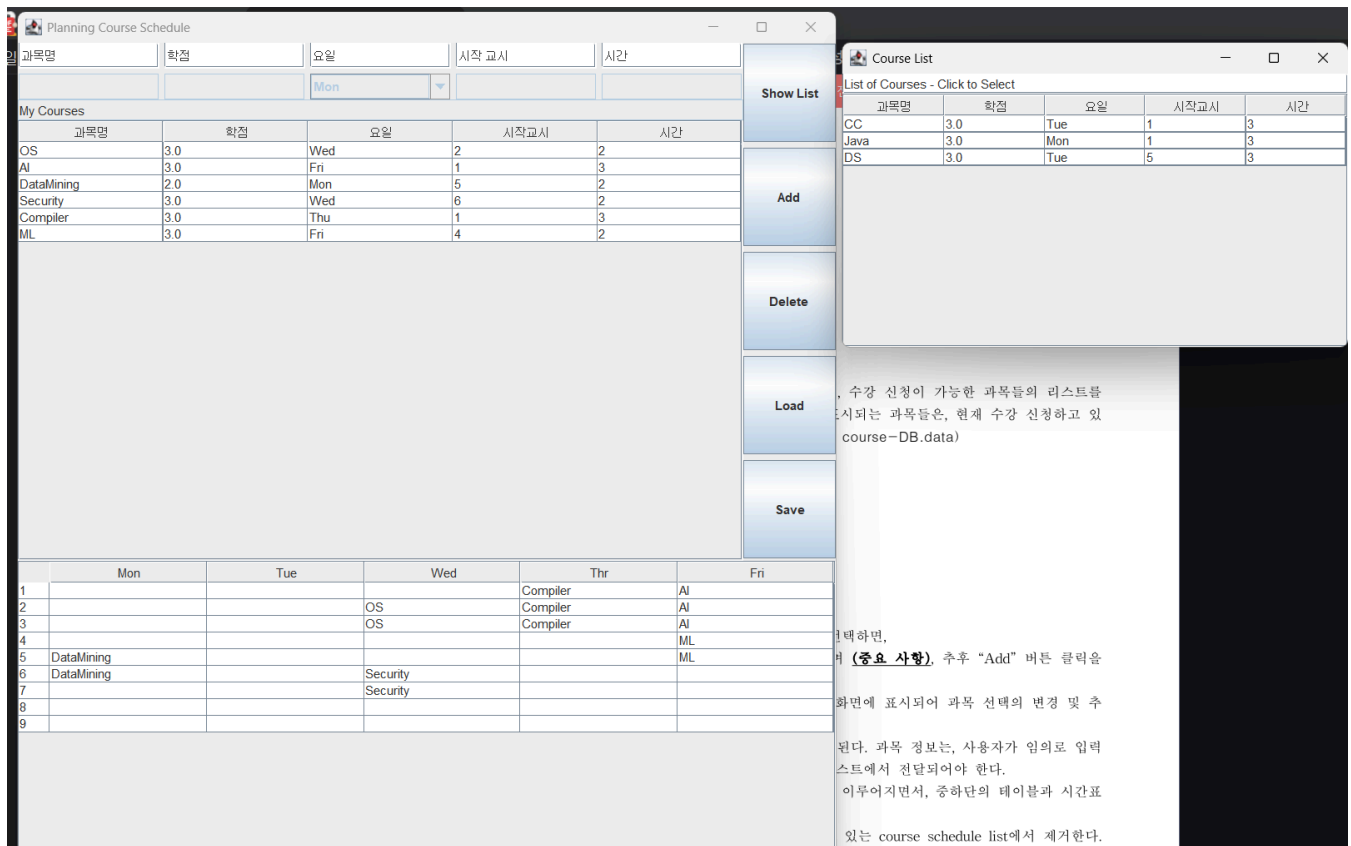 Planning Course Schedule
과목명 학점 요일 시작 교시 시간
Mon
Show List
My Courses
과목명 학점 요일 시작교시 시간
OS 3.0 Wed 2 2
AI 3.0 Fri 1 3
DataMining 2.0 Mon 5 2
Security 3.0 Wed 6 2
Compiler 3.0 Thu 1 3
ML 3.0 Fri 4 2
Add
Delete
Load
Save
Mon Tue Wed Thr Fri
1 Compiler AI
2 OS Compiler AI
3 OS Compiler AI
4 ML
5 DataMining ML
6 DataMining Security
7 Security
8
9
Course List
List of Courses - Click to Select
과목명 학점 요일 시작교시 시간
CC 3.0 Tue 1 3
Java 3.0 Mon 1 3
DS 3.0 Tue 5 3
, 수강 신청이 가능한 과목들의 리스트를
시되는 과목들은, 현재 수강 신청하고 있
course-DB.data)
택하면,
(중요 사항), 추후 “Add” 버튼 클릭을
화면에 표시되어 과목 선택의 변경 및 추
된다. 과목 정보는, 사용자가 임의로 입력
스트에서 전달되어야 한다.
이루어지면서, 중하단의 테이블과 시간표
있는 course schedule list에서 제거한다.